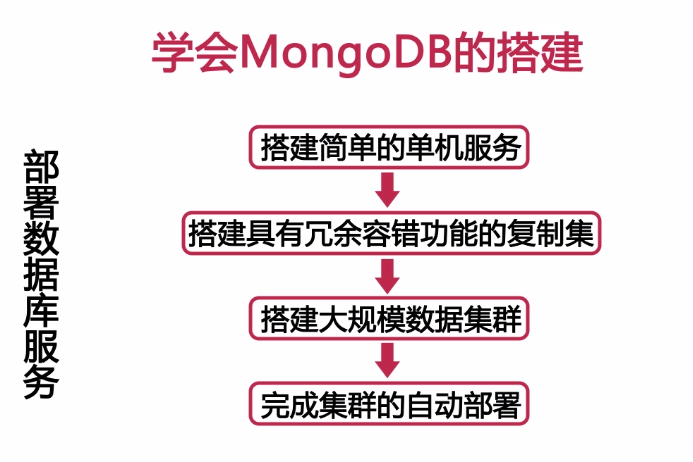 学会MongoDB的搭建
部署数据库服务
搭建简单的单机服务
搭建具有冗余容错功能的复制集
搭建大规模数据集群
完成集群的自动部署